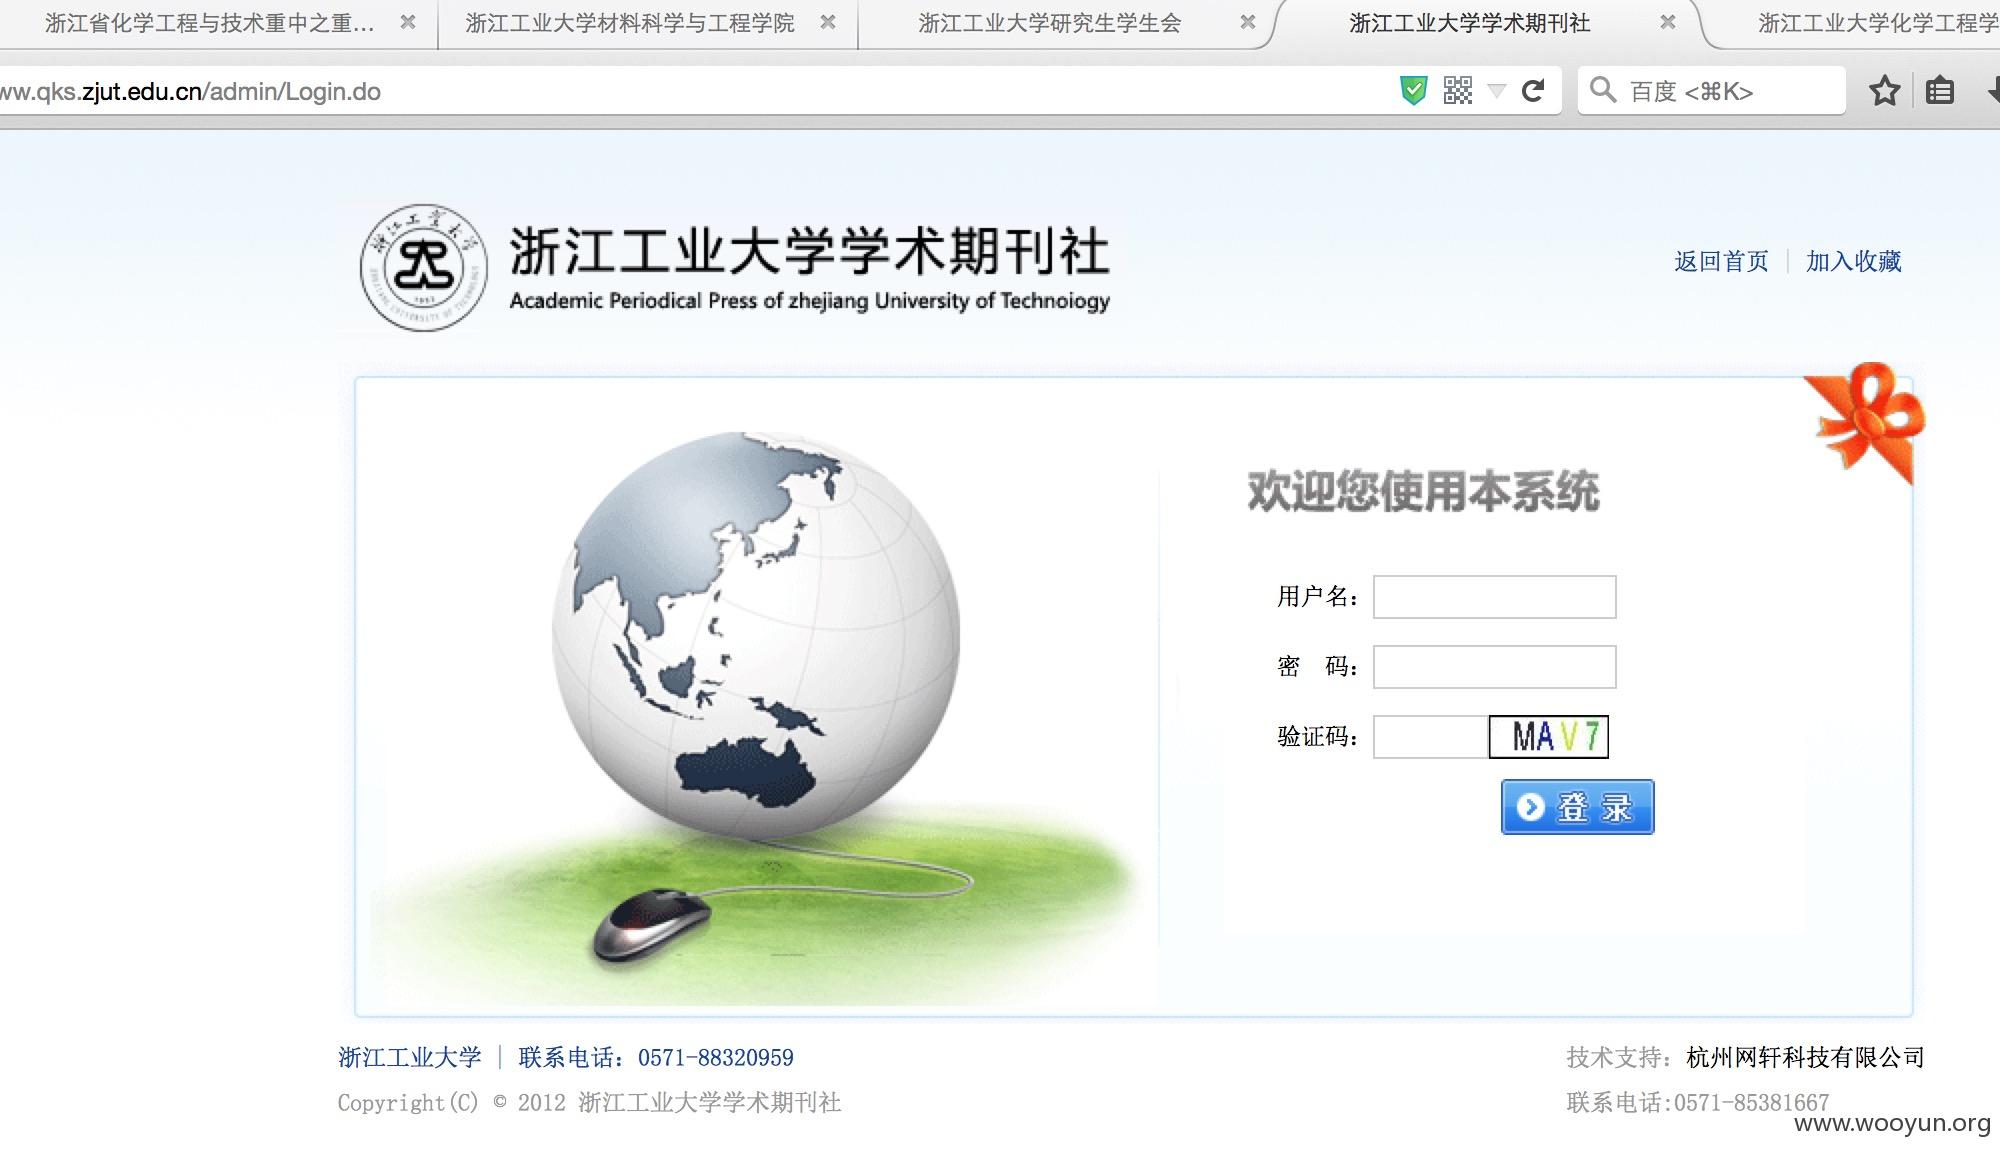 浙江省化学工程与技术重中之重...
浙江工业大学材料科学与工程学院
浙江工业大学研究生学生会
浙江工业大学学术期刊社
浙江工业大学化学工程学
ww.qks.zjut.edu.cn/admin/Login.do
百度 <⌘K>
浙江工业大学学术期刊社
Academic Periodical Press of zhejiang University of Technoiogy
返回首页 | 加入收藏
欢迎您使用本系统
用户名：
密 码：
验证码：
MAV7
登 录
浙江工业大学 | 联系电话：0571-88320959
技术支持：杭州网轩科技有限公司
Copyright(C) © 2012 浙江工业大学学术期刊社
联系电话:0571-85381667
www.wooyun.org